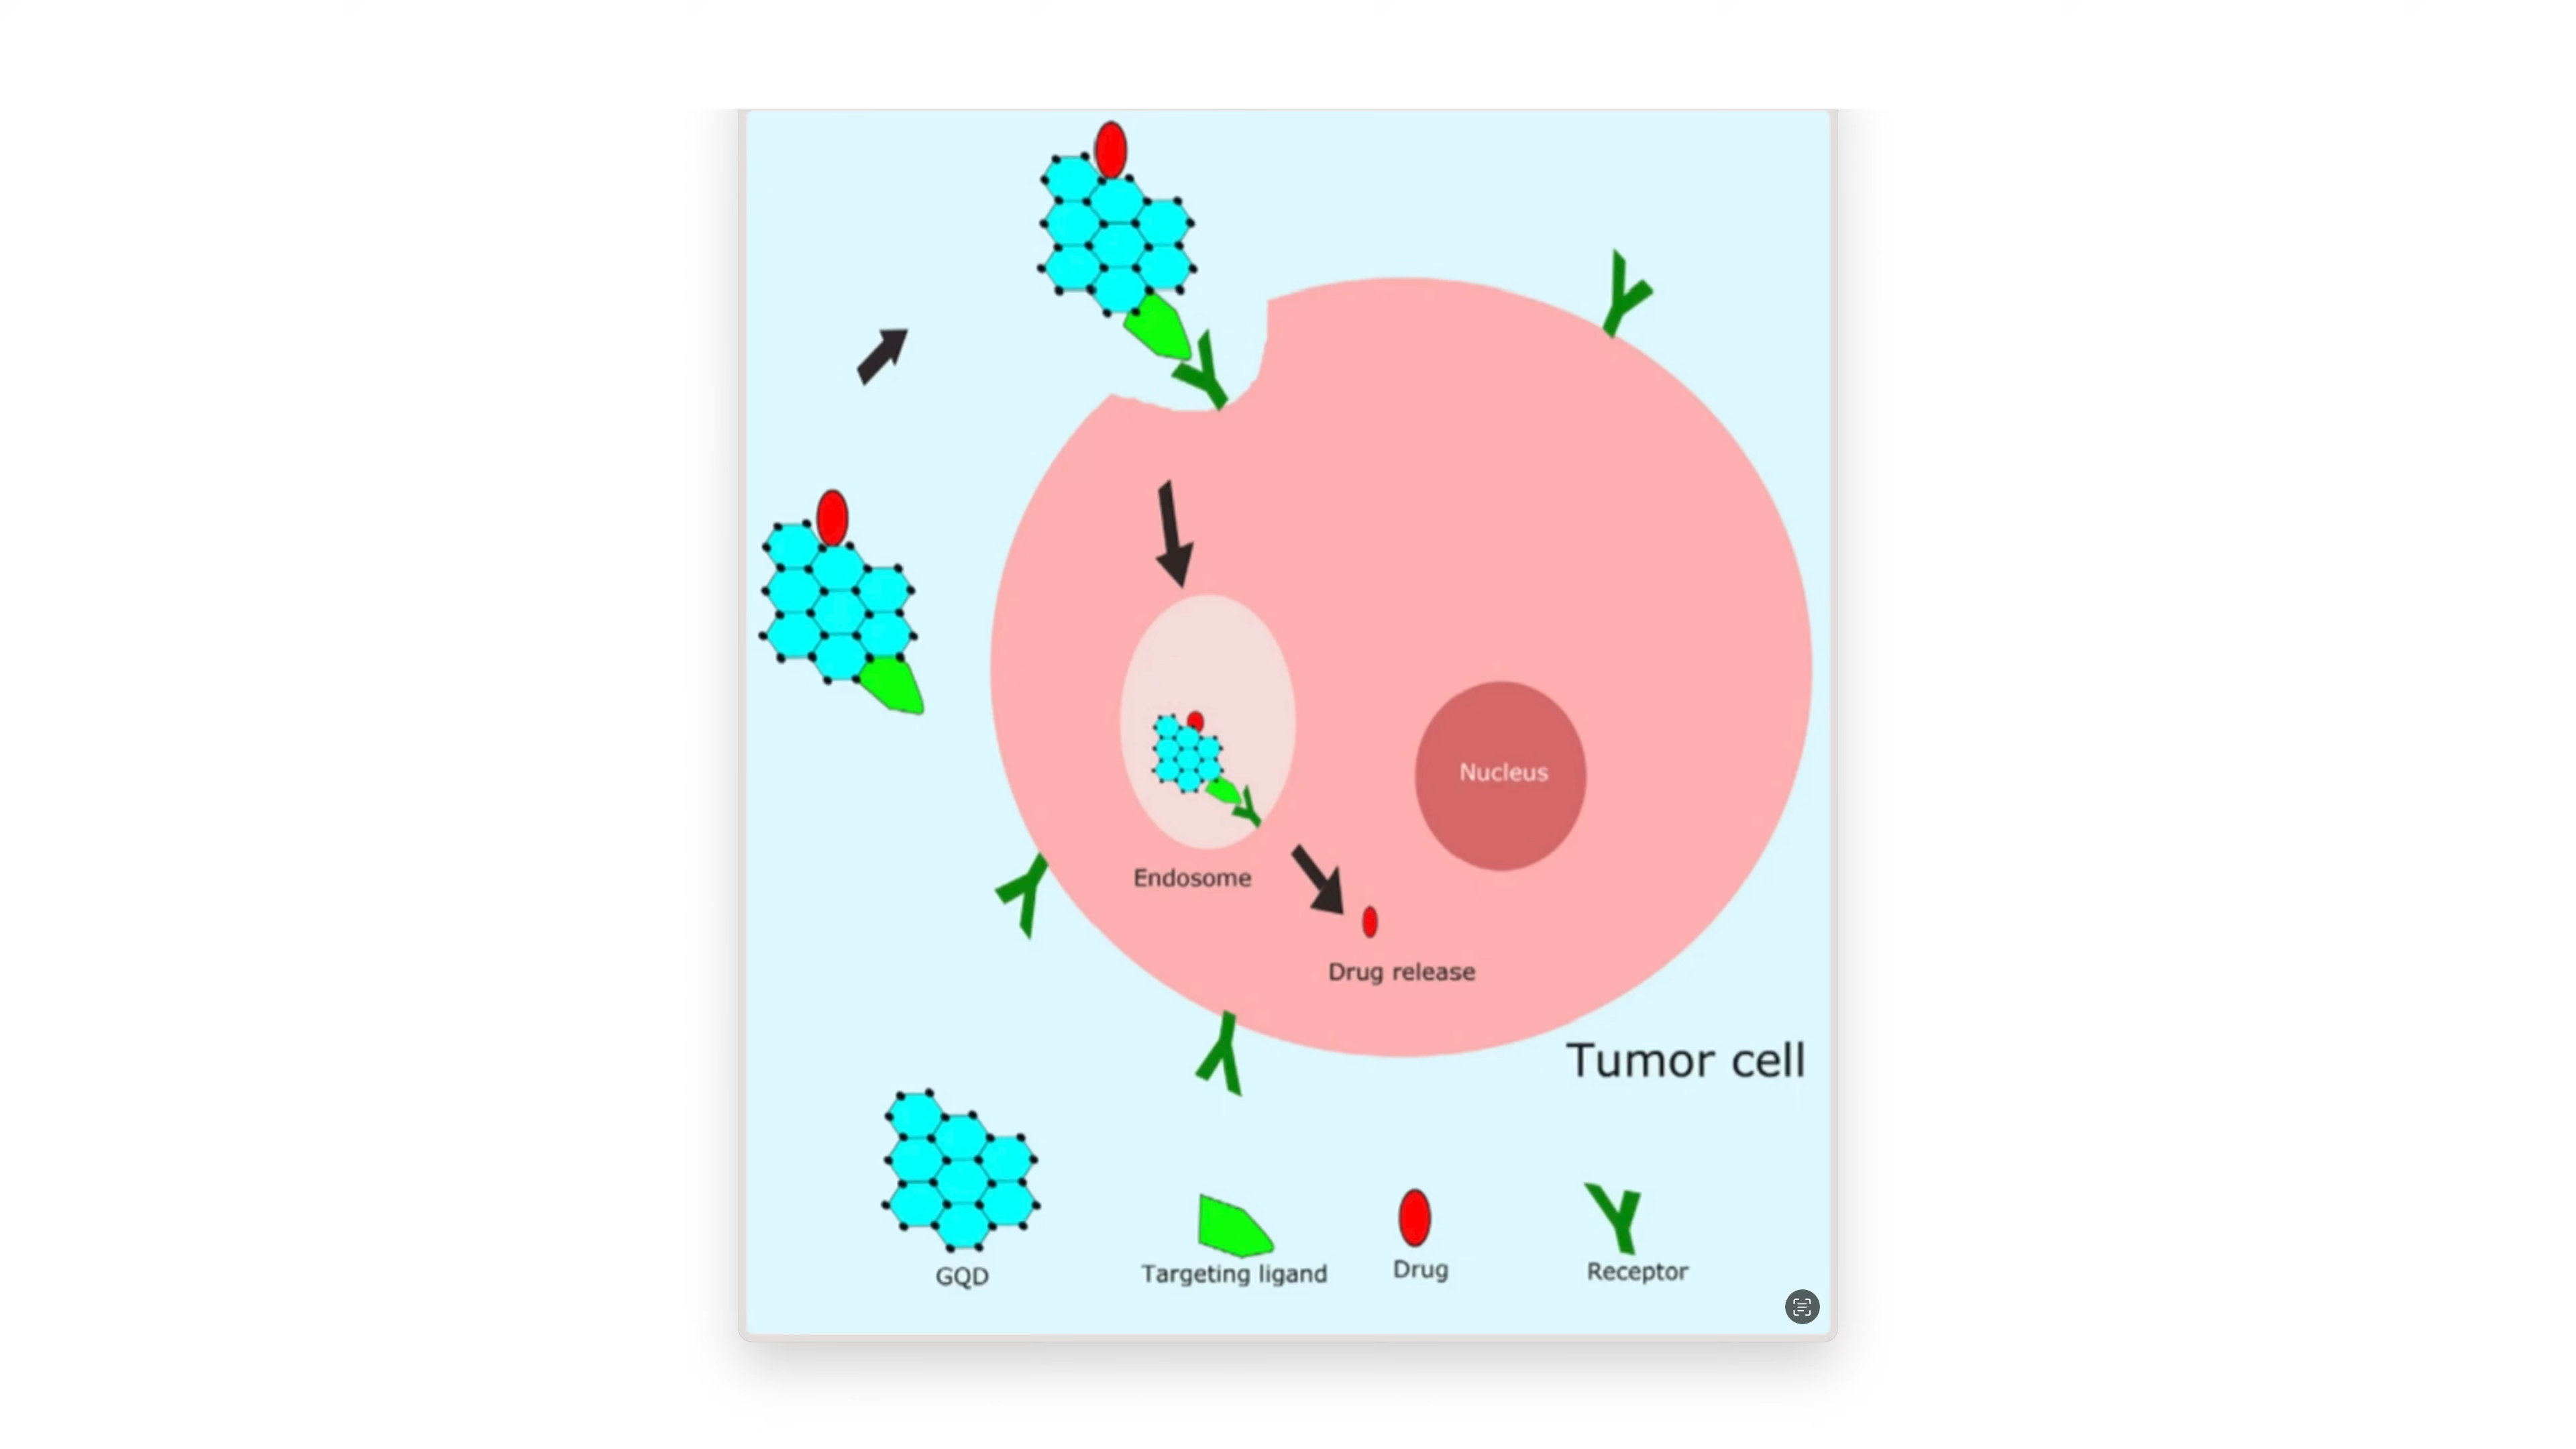 Nucleus
Endosome
Drug release
Tumor cell
GQD
Targeting ligand
Drug
Receptor